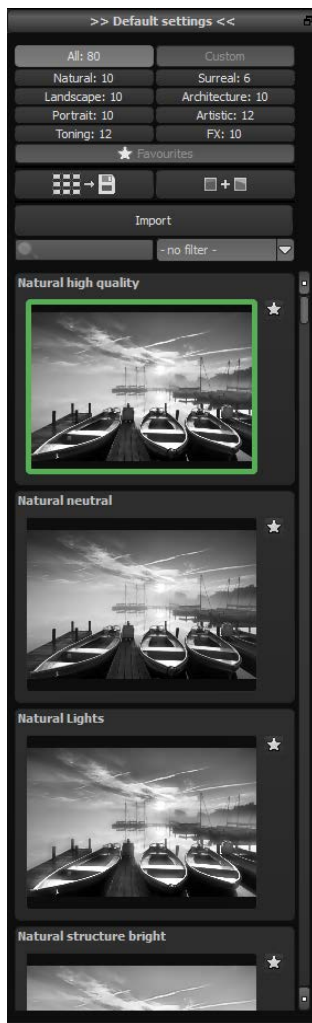 >> Default settings <<
All: 80 Custom
Natural: 10 Surreal: 6
Landscape: 10 Architecture: 10
Portrait: 10 Artistic: 12
Toning: 12 FX: 10
Favourites
Import
- no filter -
Natural high quality
Natural neutral
Natural Lights
Natural structure bright